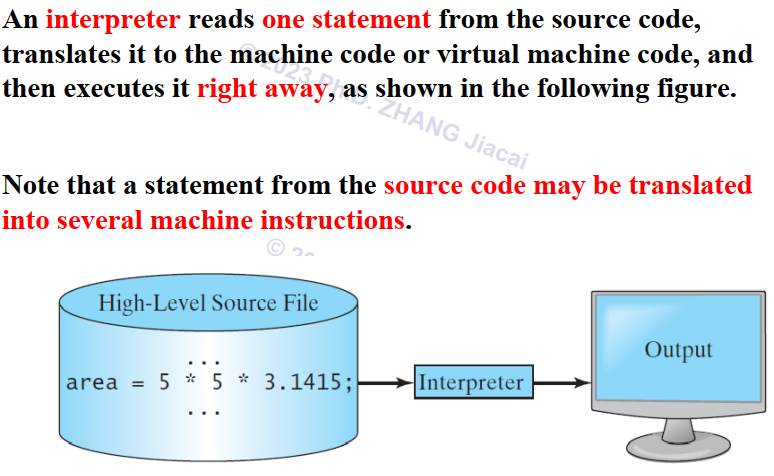 An interpreter reads one statement from the source code,
translates it to the machine code or virtual machine code, and
then executes it right away, as shown in the following figure.
© 2023 PH.D. ZHANG Jiacai
Note that a statement from the source code may be translated
into several machine instructions.
©
High-Level Source File
...
area = 5 * 5 * 3.1415;
...
Interpreter
Output